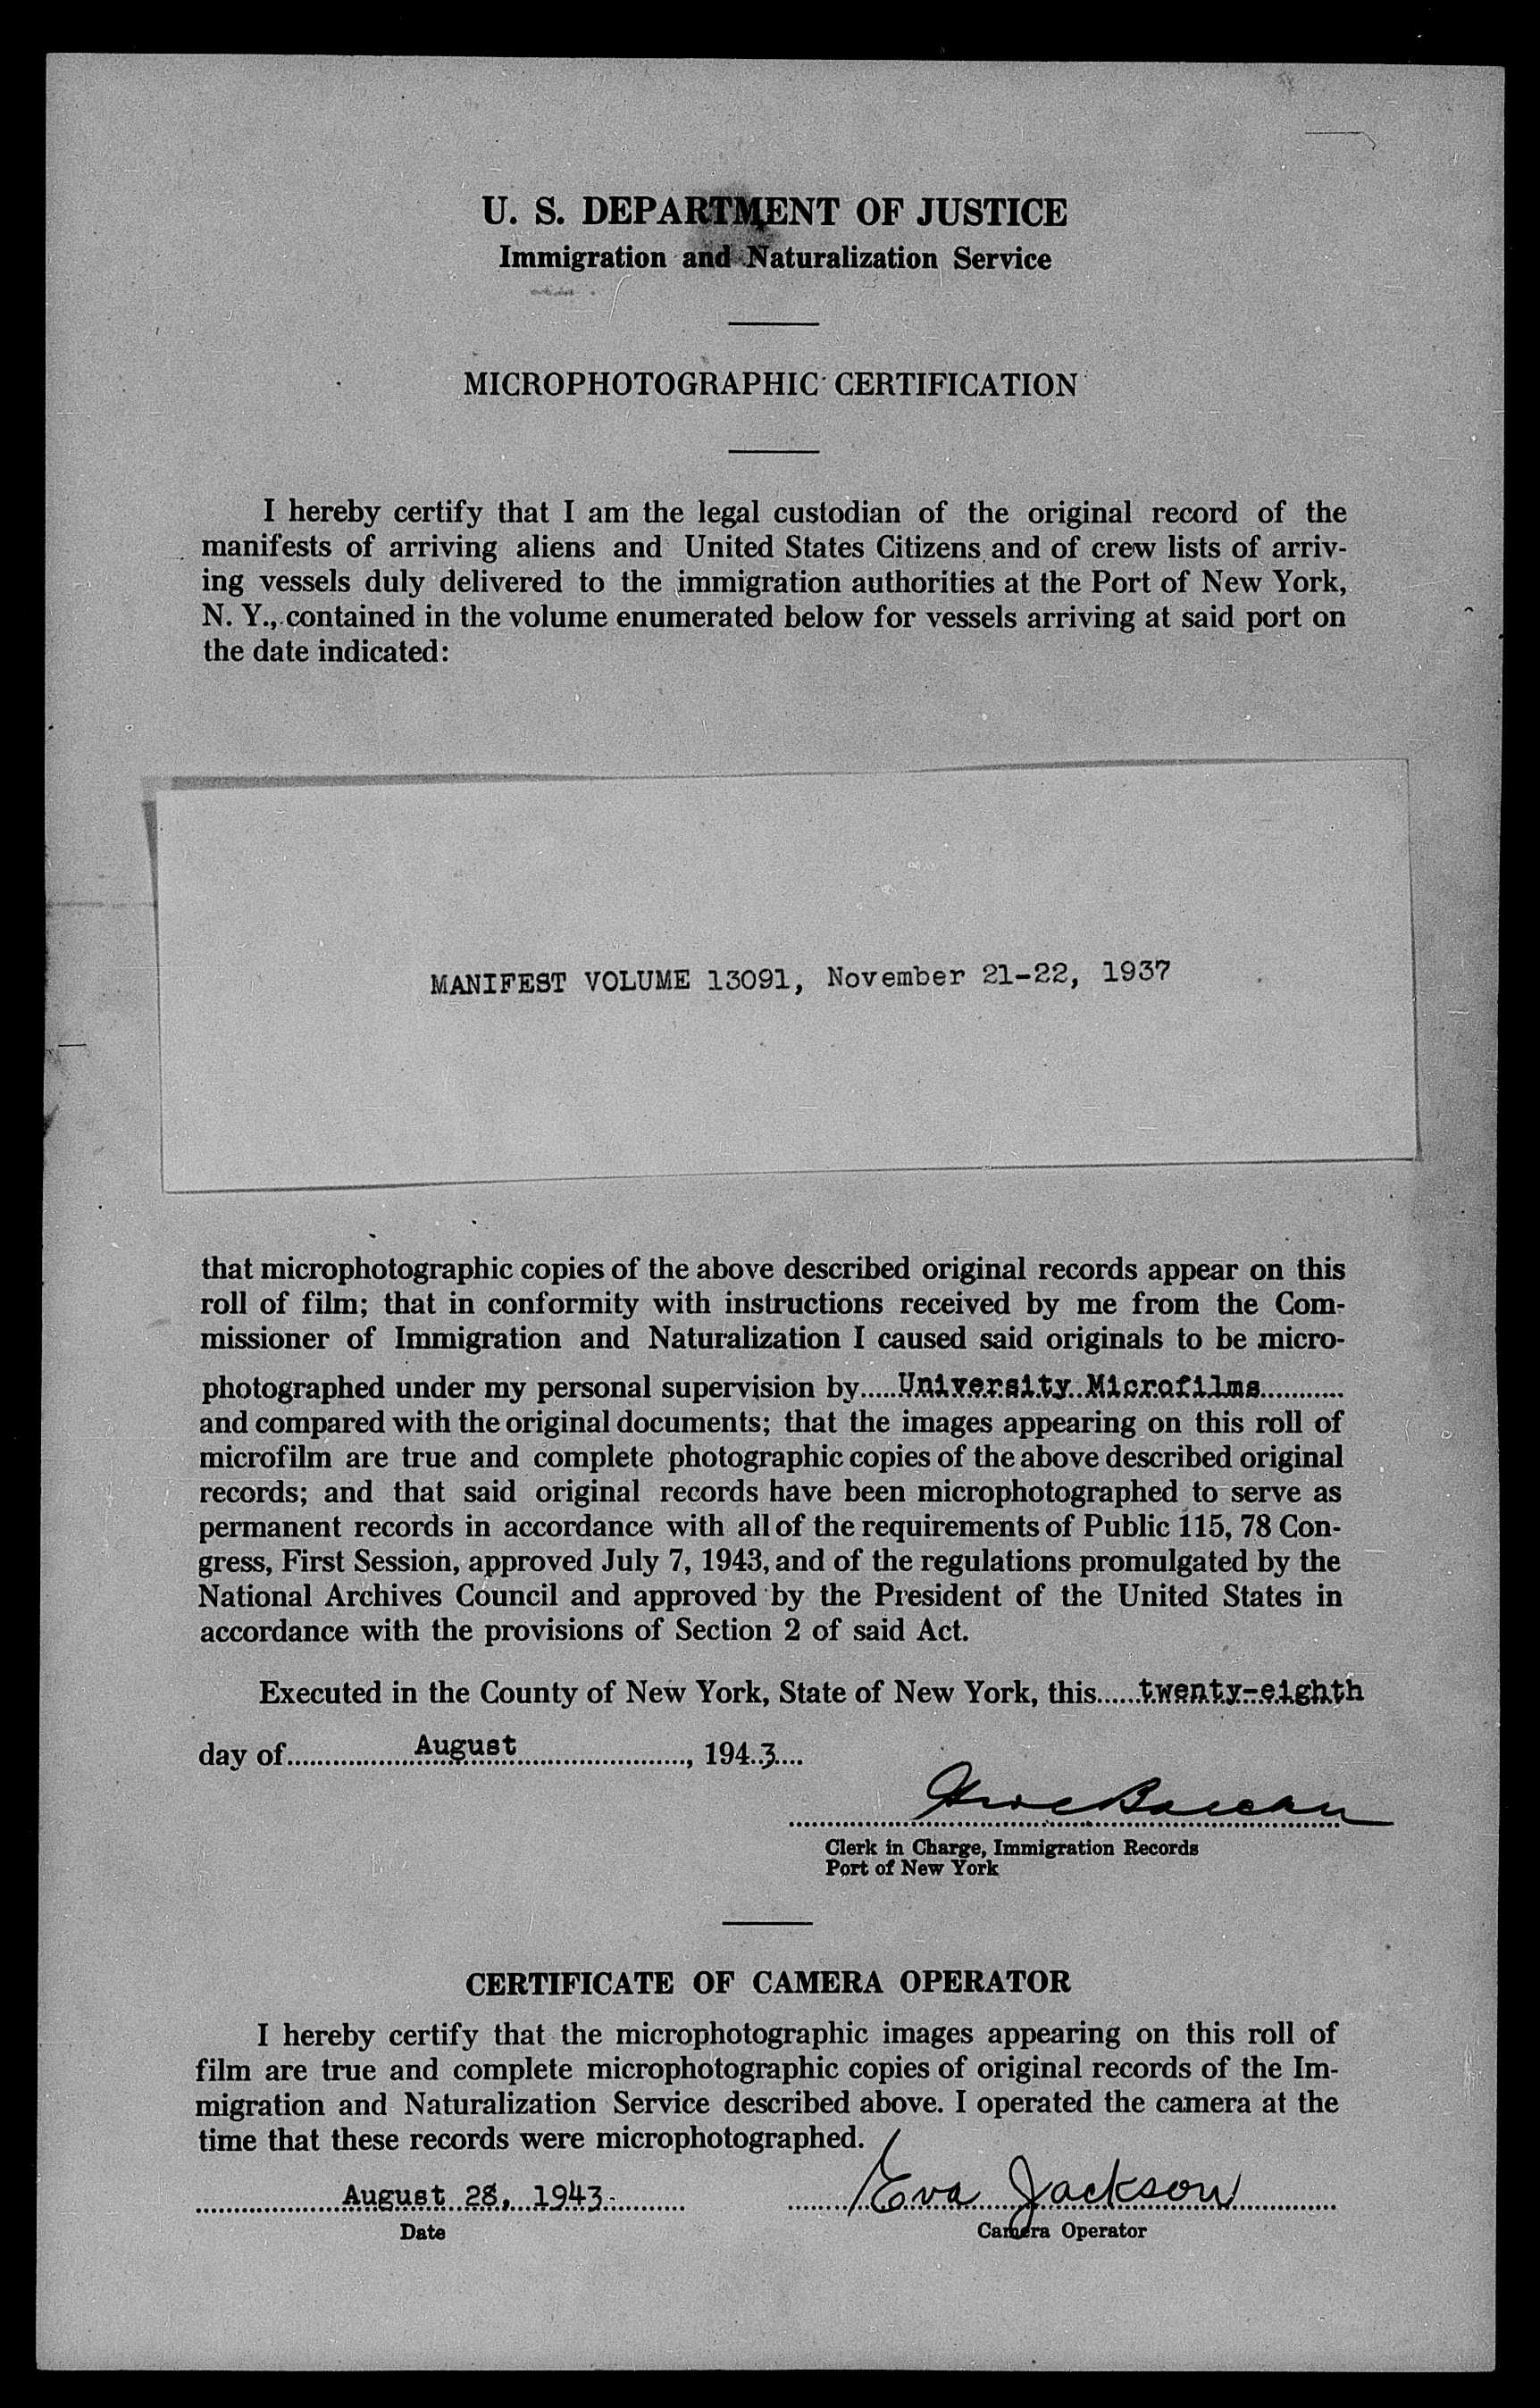 U. S. DEPARTMENT OF JUSTICE
Immigration and Naturalization Service
MICROPHOTOGRAPHIC CERTIFICATION
I hereby certify that I am the legal custodian of the original record of the
manifests of arriving aliens and United States Citizens and of crew lists of arriv-
ing vessels duly delivered to the immigration authorities at the Port of New York,
N. Y., contained in the volume enumerated below for vessels arriving at said port on
the date indicated:
MANIFEST VOLUME 13091, November 21-22, 1937
that microphotographic copies of the above described original records appear on this
roll of film; that in conformity with instructions received by me from the Com-
missioner of Immigration and Naturalization I caused said originals to be micro-
photographed under my personal supervision by.....University Microfilms...........
and compared with the original documents; that the images appearing on this roll of
microfilm are true and complete photographic copies of the above described original
records; and that said original records have been microphotographed to serve as
permanent records in accordance with all of the requirements of Public 115, 78 Con-
gress, First Session, approved July 7, 1943, and of the regulations promulgated by the
National Archives Council and approved by the President of the United States in
accordance with the provisions of Section 2 of said Act.
Executed in the County of New York, State of New York, this......twenty-eighth
day of.................August........................, 194..3....
Clerk in Charge, Immigration Records
Port of New York
CERTIFICATE OF CAMERA OPERATOR
I hereby certify that the microphotographic images appearing on this roll of
film are true and complete microphotographic copies of original records of the Im-
migration and Naturalization Service described above. I operated the camera at the
time that these records were microphotographed.
August 28, 1943 Eva Jackson
Date Camera Operator